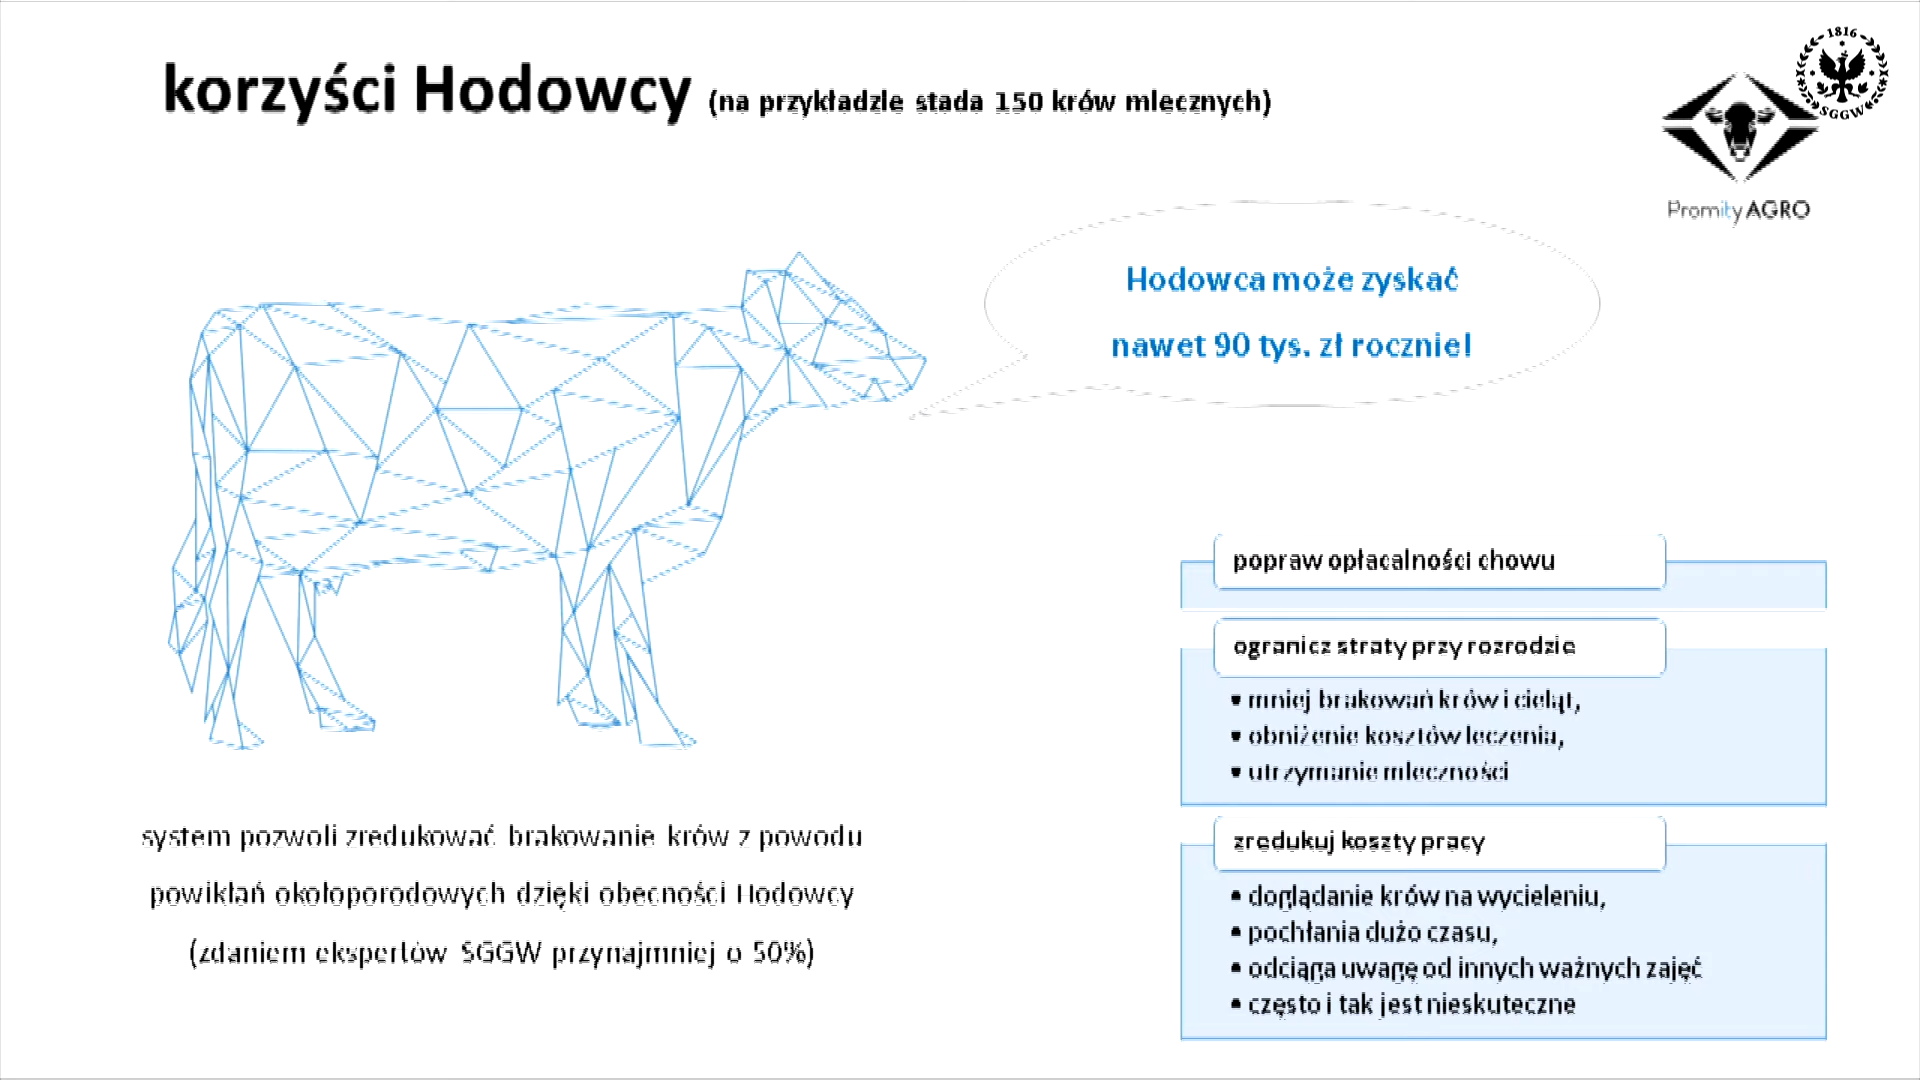 korzyści Hodowcy (na przykładzie stada 150 krów mlecznych)
1816
SGGW
Promity AGRO
Hodowca może zyskać
nawet 90 tys. zł rocznie!
popraw opłacalności chowu
ogranicz straty przy rozrodzie
• mniej brakowań krów i cieląt,
• obniżenie kosztów leczenia,
• utrzymanie mleczności
zredukuj koszty pracy
• doglądanie krów na wycieleniu,
• pochłania dużo czasu,
• odciąga uwagę od innych ważnych zajęć
• często i tak jest nieskuteczne
system pozwoli zredukować brakowanie krów z powodu
powikłań okołoporodowych dzięki obecności Hodowcy
(zdaniem ekspertów SGGW przynajmniej o 50%)